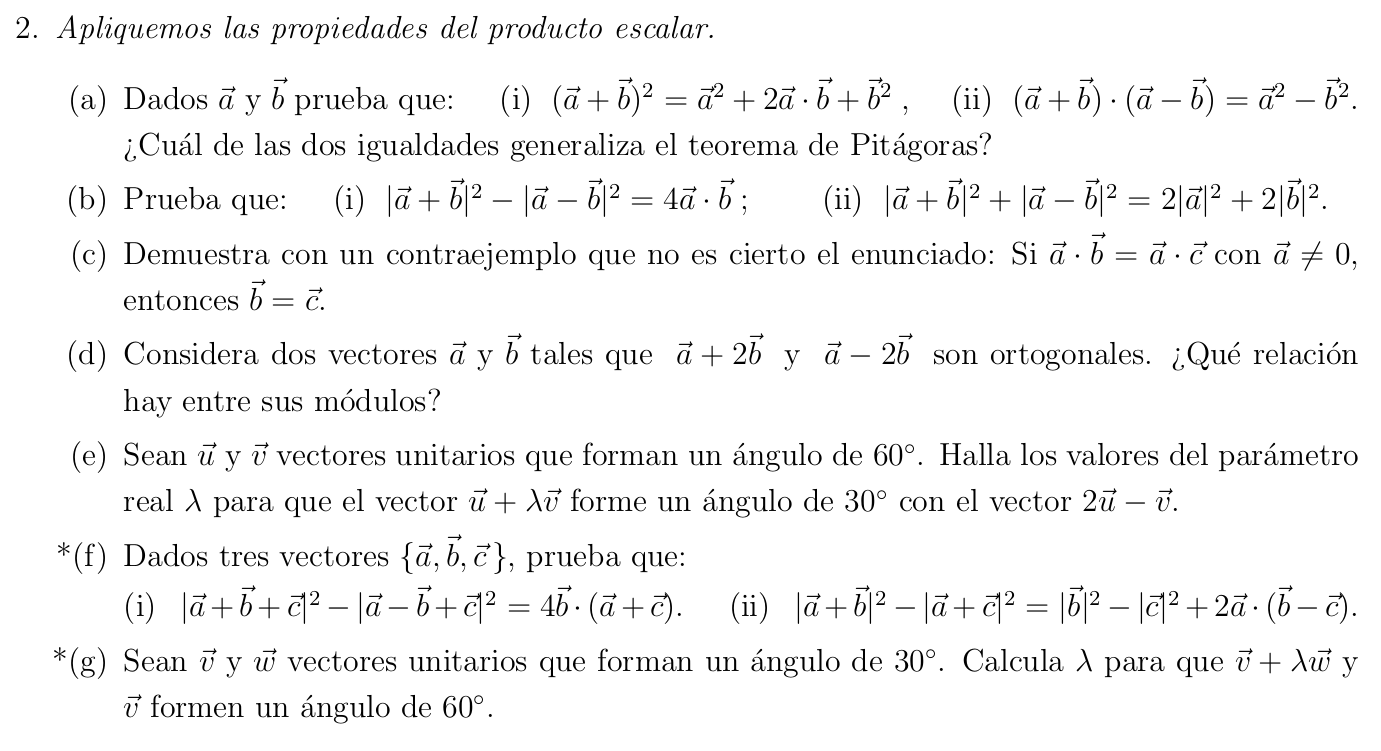 2. Apliquemos las propiedades del producto escalar.
(a) Dados $\vec{a}$ y $\vec{b}$ prueba que: (i) $(\vec{a}+\vec{b})^2 = \vec{a}^2 + 2\vec{a}\cdot\vec{b} + \vec{b}^2$ , (ii) $(\vec{a}+\vec{b})\cdot(\vec{a}-\vec{b}) = \vec{a}^2 - \vec{b}^2$.
¿Cuál de las dos igualdades generaliza el teorema de Pitágoras?
(b) Prueba que: (i) $|\vec{a}+\vec{b}|^2 - |\vec{a}-\vec{b}|^2 = 4\vec{a}\cdot\vec{b}$ ; (ii) $|\vec{a}+\vec{b}|^2 + |\vec{a}-\vec{b}|^2 = 2|\vec{a}|^2 + 2|\vec{b}|^2$.
(c) Demuestra con un contraejemplo que no es cierto el enunciado: Si $\vec{a}\cdot\vec{b} = \vec{a}\cdot\vec{c}$ con $\vec{a} \neq 0$,
entonces $\vec{b} = \vec{c}$.
(d) Considera dos vectores $\vec{a}$ y $\vec{b}$ tales que $\vec{a}+2\vec{b}$ y $\vec{a}-2\vec{b}$ son ortogonales. ¿Qué relación
hay entre sus módulos?
(e) Sean $\vec{u}$ y $\vec{v}$ vectores unitarios que forman un ángulo de 60°. Halla los valores del parámetro
real $\lambda$ para que el vector $\vec{u}+\lambda\vec{v}$ forme un ángulo de 30° con el vector $2\vec{u}-\vec{v}$.
*(f) Dados tres vectores $\{\vec{a},\vec{b},\vec{c}\}$, prueba que:
(i) $|\vec{a}+\vec{b}+\vec{c}|^2 - |\vec{a}-\vec{b}+\vec{c}|^2 = 4\vec{b}\cdot(\vec{a}+\vec{c})$. (ii) $|\vec{a}+\vec{b}|^2 - |\vec{a}+\vec{c}|^2 = |\vec{b}|^2 - |\vec{c}|^2 + 2\vec{a}\cdot(\vec{b}-\vec{c})$.
*(g) Sean $\vec{v}$ y $\vec{w}$ vectores unitarios que forman un ángulo de 30°. Calcula $\lambda$ para que $\vec{v}+\lambda\vec{w}$ y
$\vec{v}$ formen un ángulo de 60°.